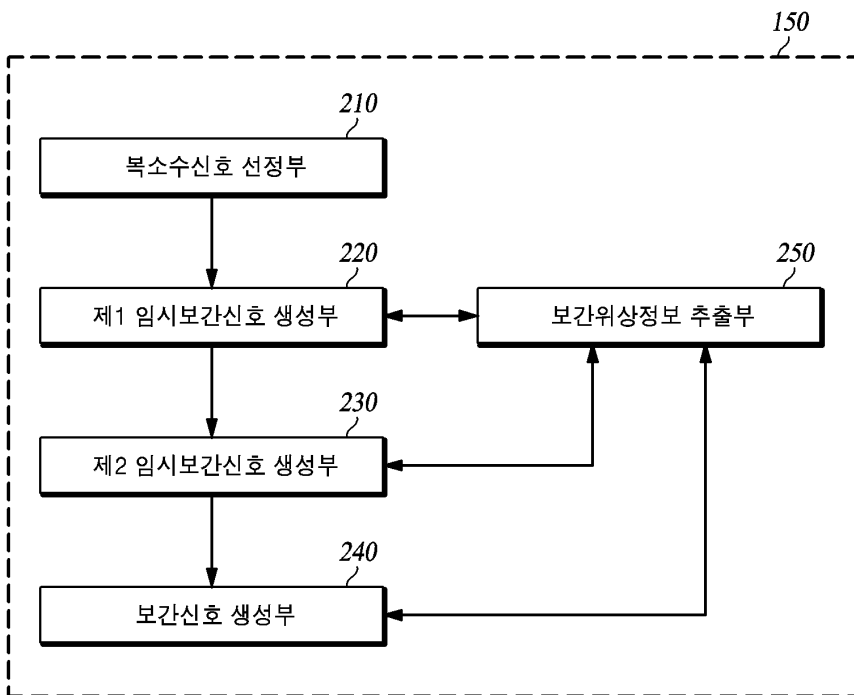 150
210
복소수신호 선정부
220
제1 임시보간신호 생성부
250
보간위상정보 추출부
230
제2 임시보간신호 생성부
240
보간신호 생성부